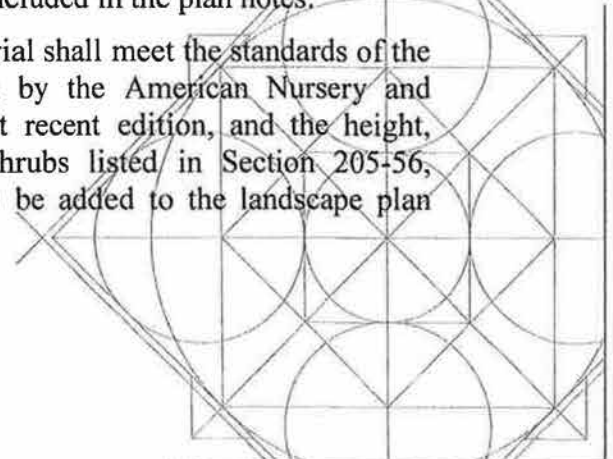 in the plan notes.
rial shall meet the standards of the
by the American Nursery and
t recent edition, and the height,
hrubs listed in Section 205-56,
be added to the landscape plan